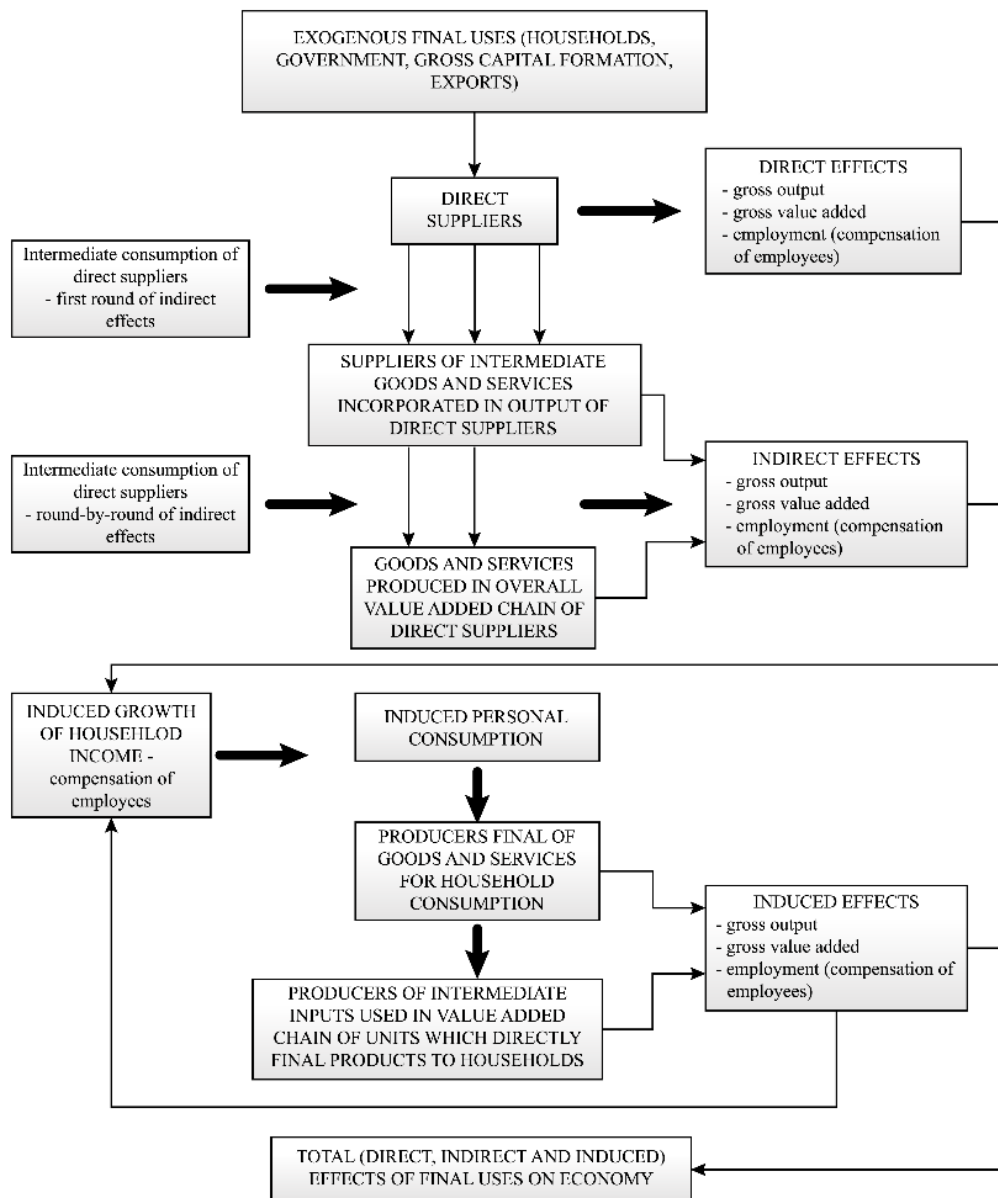 EXOGENOUS FINAL USES (HOUSEHOLDS,
GOVERNMENT, GROSS CAPITAL FORMATION,
EXPORTS)
DIRECT
SUPPLIERS
DIRECT EFFECTS
- gross output
- gross value added
- employment (compensation
of employees)
Intermediate consumption of
direct suppliers
- first round of indirect
effects
SUPPLIERS OF INTERMEDIATE
GOODS AND SERVICES
INCORPORATED IN OUTPUT OF
DIRECT SUPPLIERS
Intermediate consumption of
direct suppliers
- round-by-round of indirect
effects
INDIRECT EFFECTS
- gross output
- gross value added
- employment (compensation
of employees)
GOODS AND SERVICES
PRODUCED IN OVERALL
VALUE ADDED CHAIN OF
DIRECT SUPPLIERS
INDUCED GROWTH
OF HOUSEHLOD
INCOME -
compensation of
employees
INDUCED PERSONAL
CONSUMPTION
PRODUCERS FINAL OF
GOODS AND SERVICES
FOR HOUSEHOLD
CONSUMPTION
INDUCED EFFECTS
- gross output
- gross value added
- employment (compensation of
employees)
PRODUCERS OF INTERMEDIATE
INPUTS USED IN VALUE ADDED
CHAIN OF UNITS WHICH DIRECTLY
FINAL PRODUCTS TO HOUSEHOLDS
TOTAL (DIRECT, INDIRECT AND INDUCED)
EFFECTS OF FINAL USES ON ECONOMY